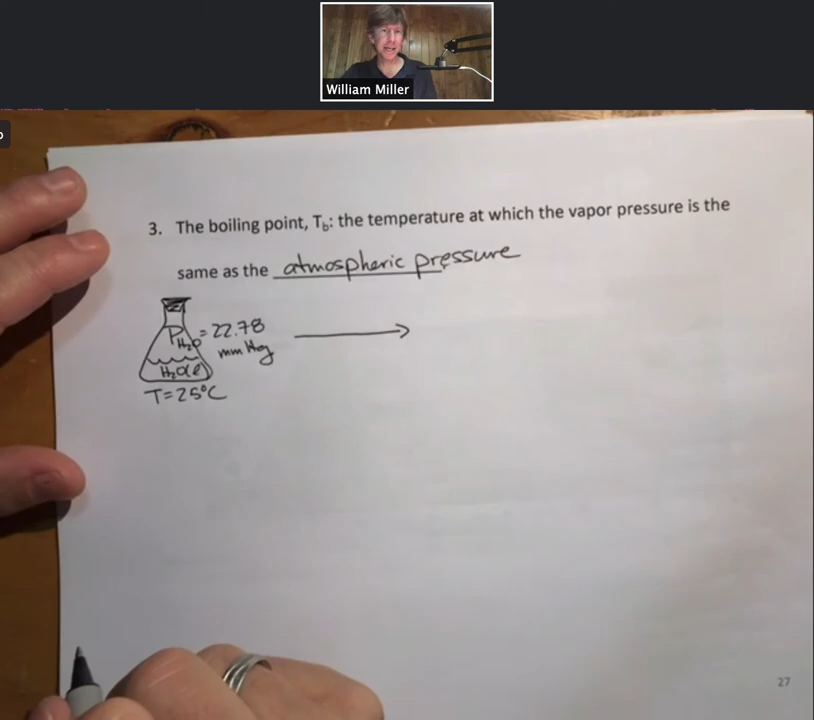 William Miller
3. The boiling point, Tb: the temperature at which the vapor pressure is the
same as the atmospheric pressure
PH₂O = 22.78
mm Hg
H₂O(l)
T=25°C
27